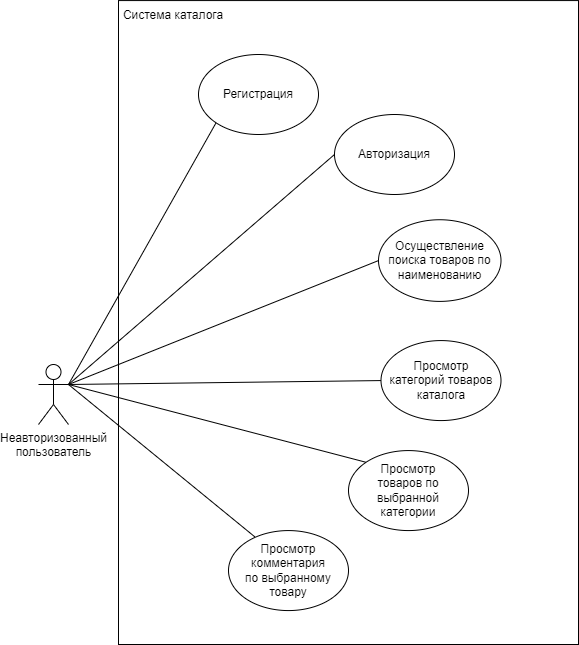 Система каталога
Регистрация
Авторизация
Осуществление
поиска товаров по
наименованию
Просмотр
категорий товаров
каталога
Неавторизованный
пользователь
Просмотр
товаров по
выбранной
категории
Просмотр
комментария
по выбранному
товару